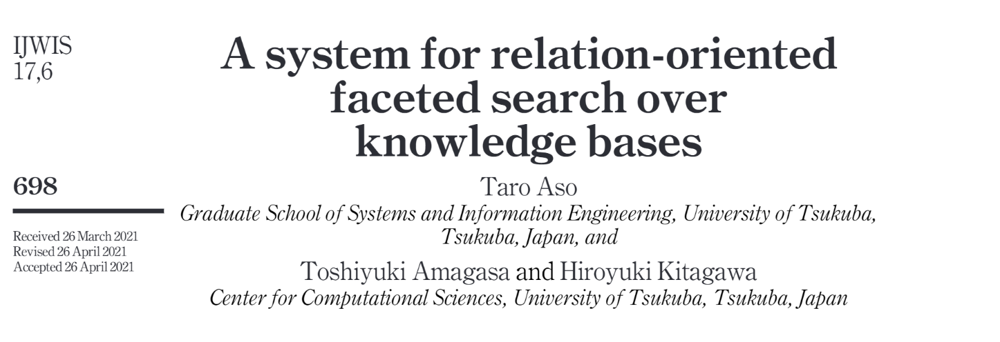 IJWIS
17,6
698
Received 26 March 2021
Revised 26 April 2021
Accepted 26 April 2021
A system for relation-oriented
faceted search over
knowledge bases
Taro Aso
Graduate School of Systems and Information Engineering, University of Tsukuba,
Tsukuba, Japan, and
Toshiyuki Amagasa and Hiroyuki Kitagawa
Center for Computational Sciences, University of Tsukuba, Tsukuba, Japan